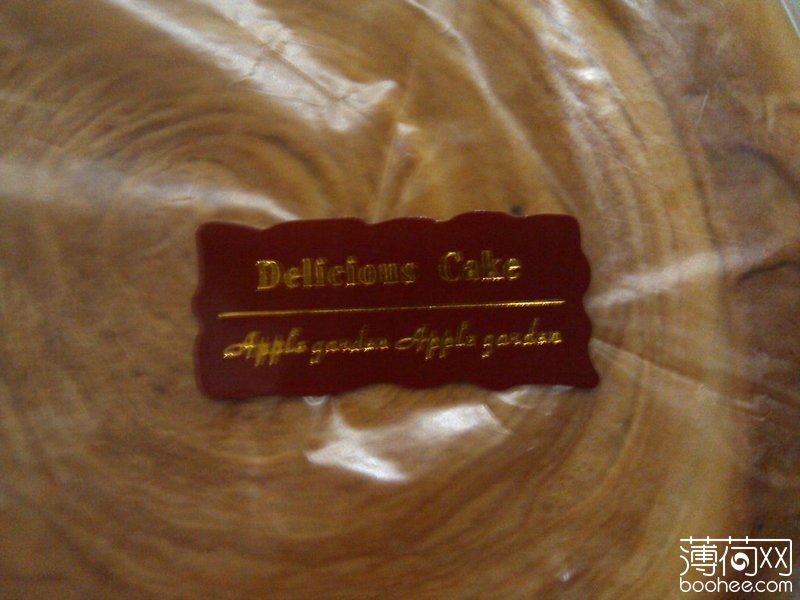 Delicious Cake
Apple garden Apple garden
薄荷网
boohee.com